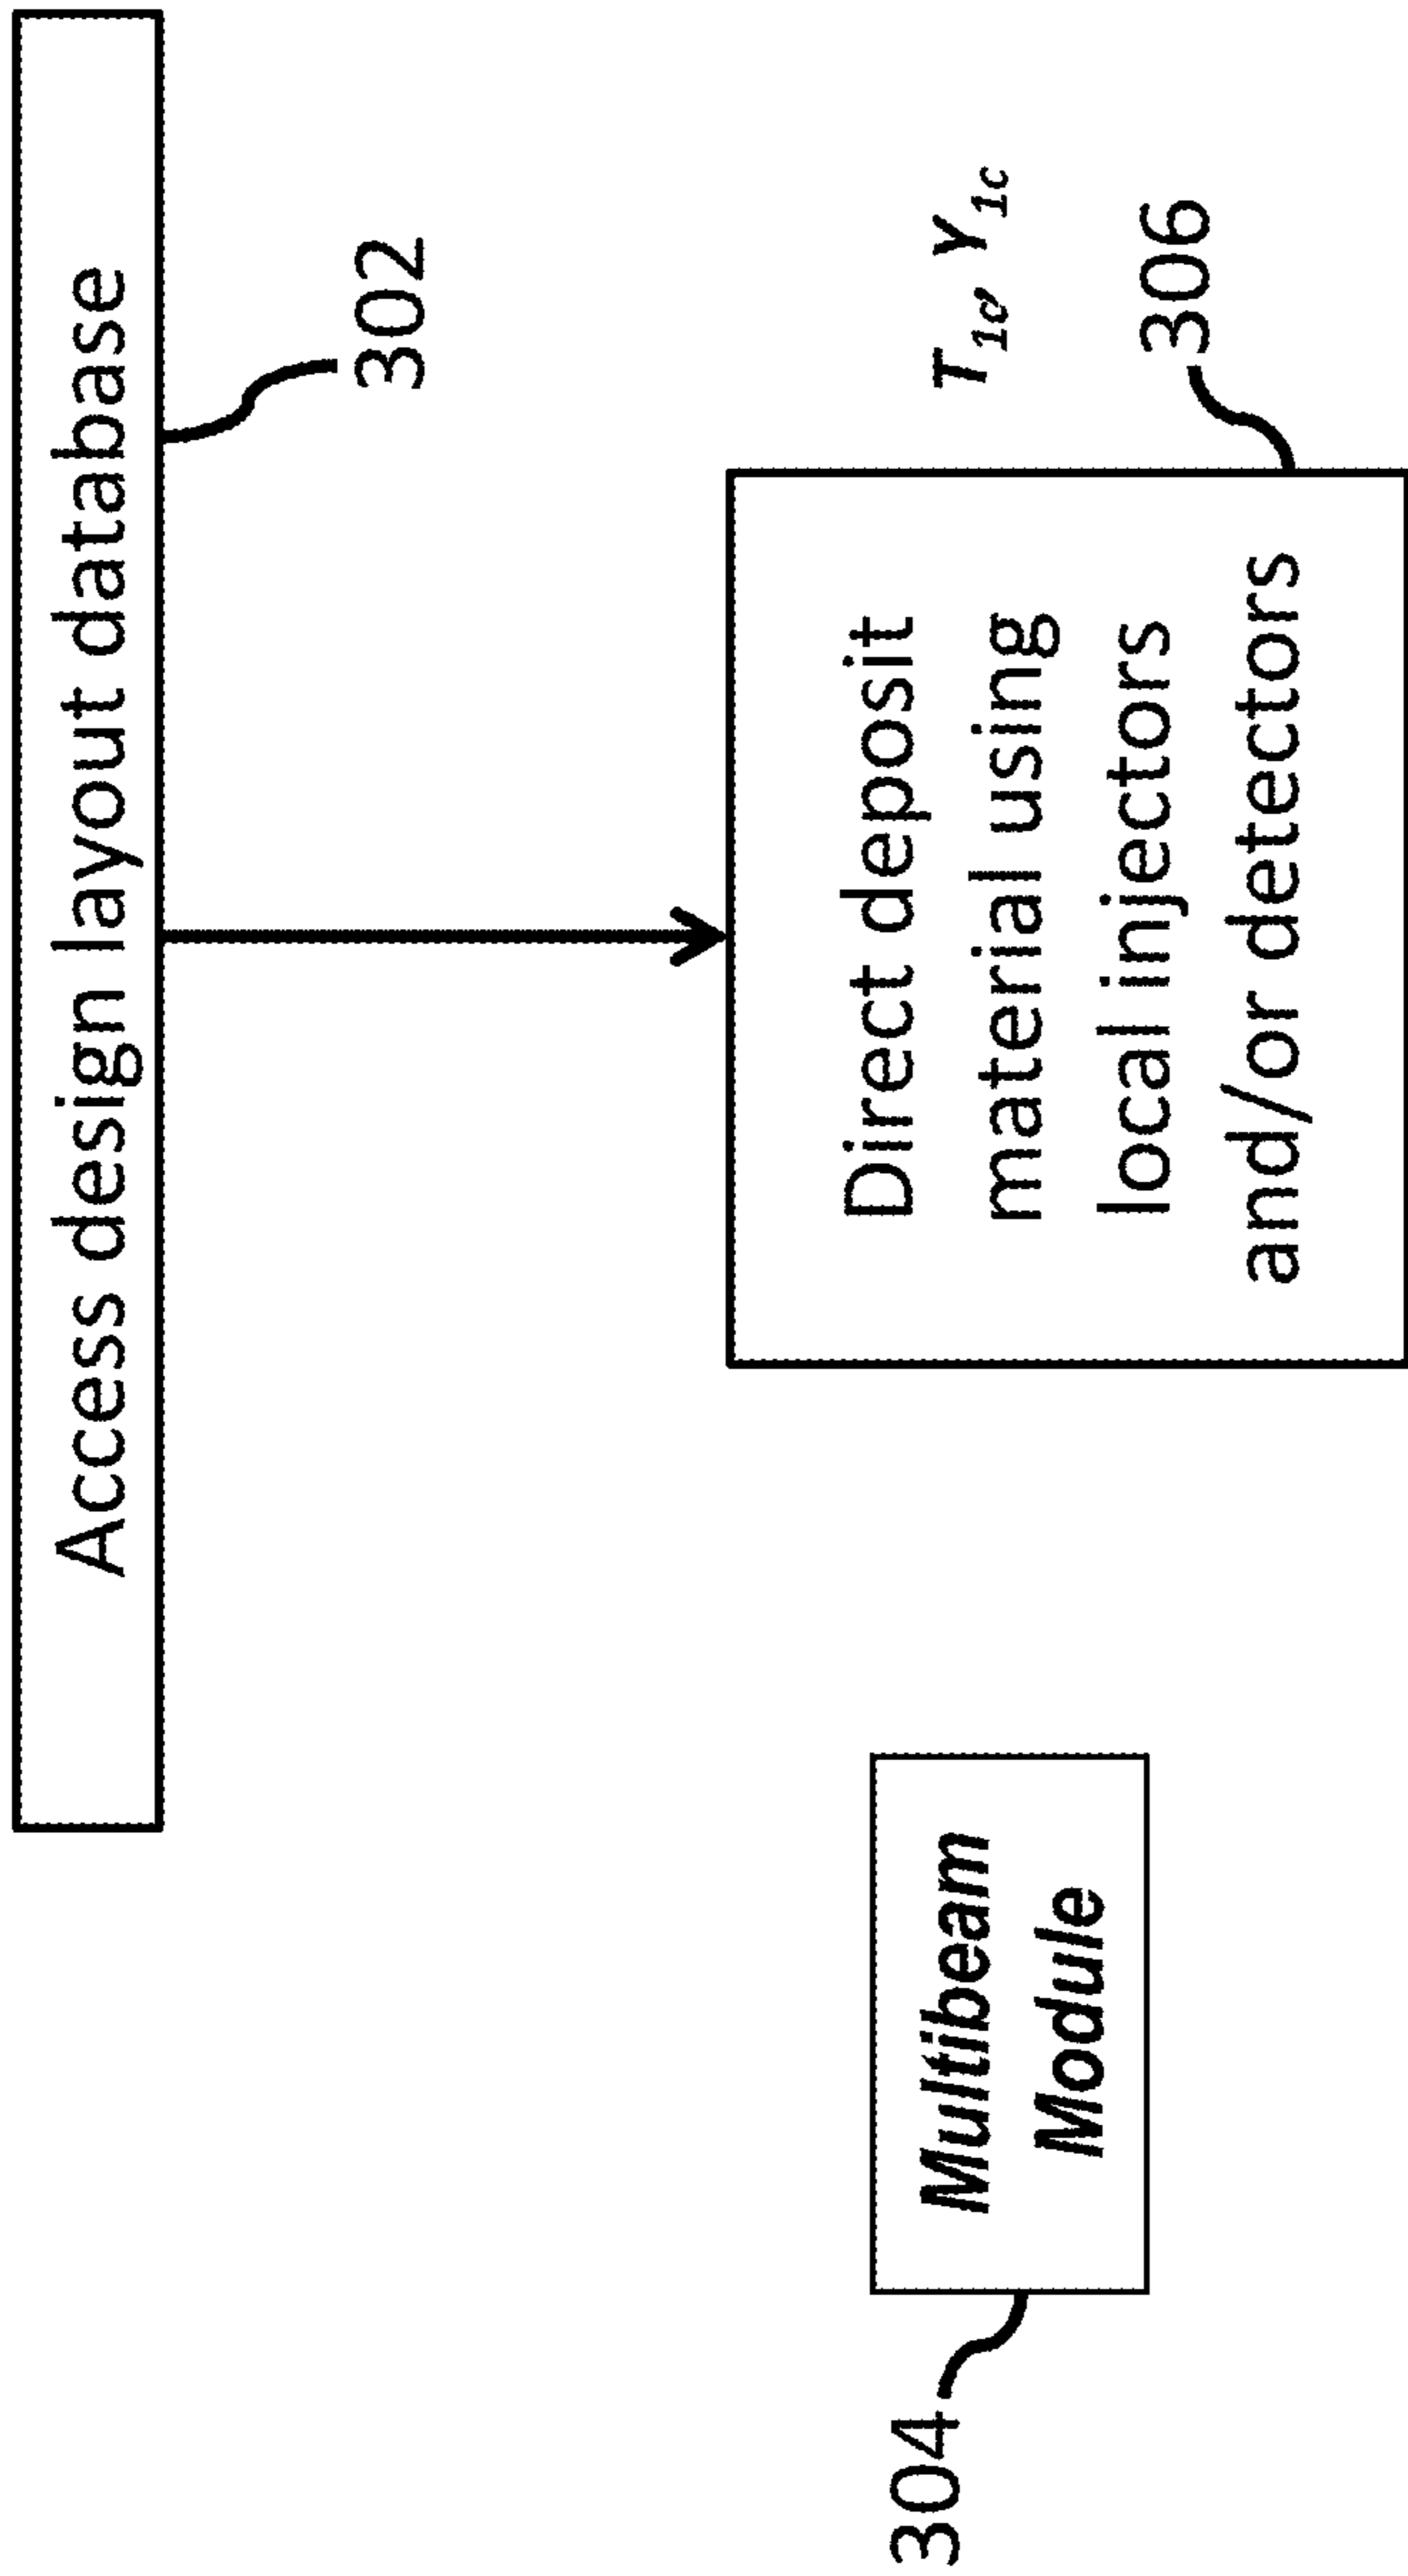 Access design layout database
302
304
Multibeam
Module
Direct deposit
material using
local injectors
and/or detectors
T1c, Y1c
306